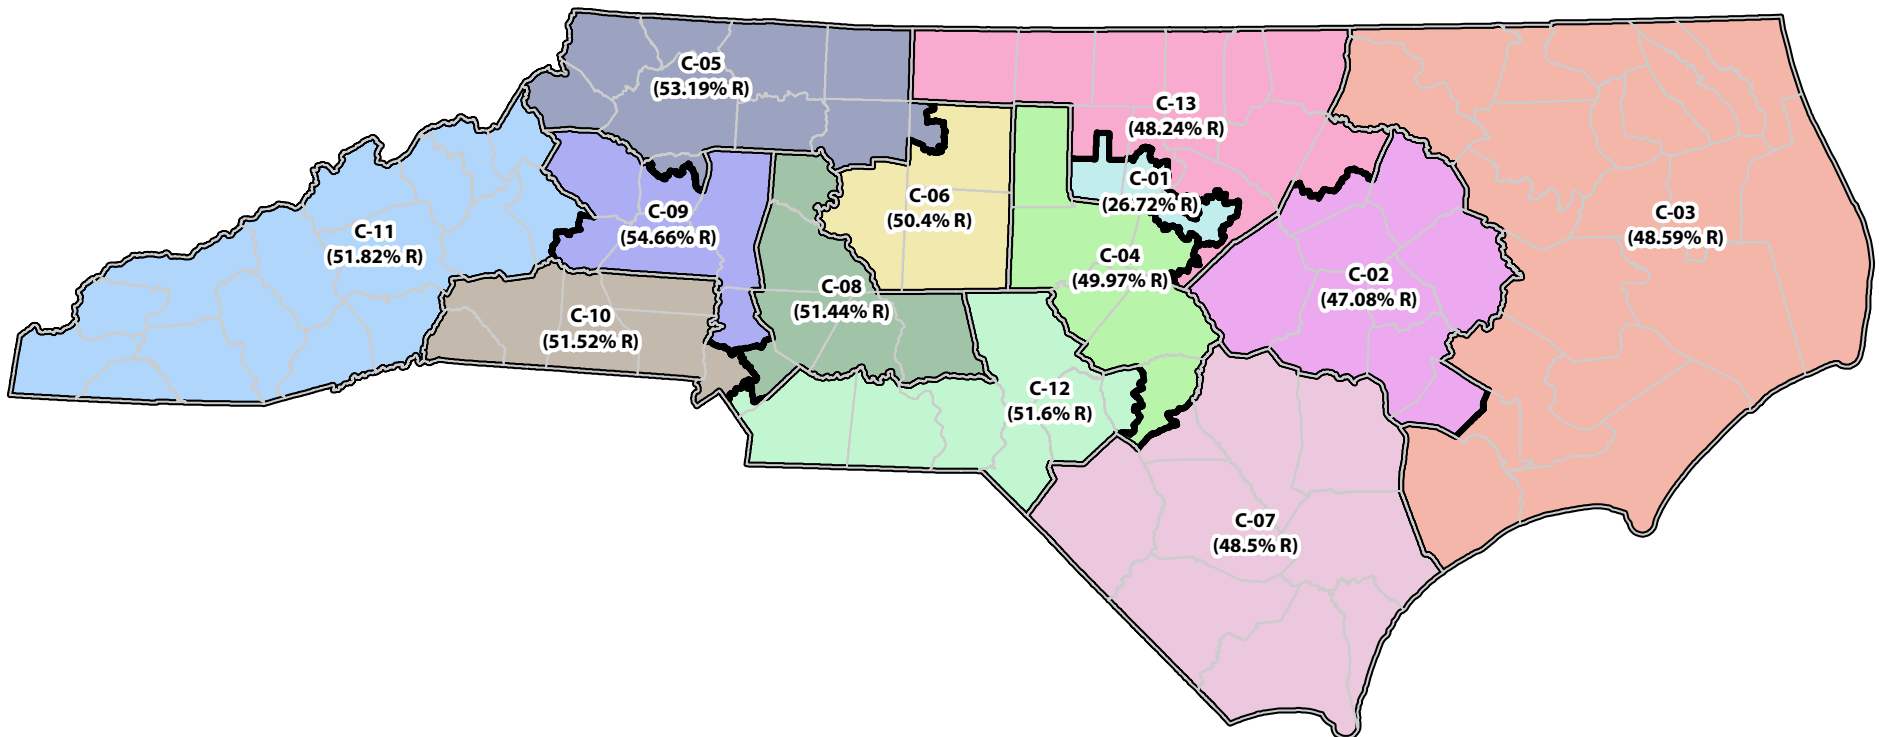 C-05
(53.19% R)
C-13
(48.24% R)
C-01
(26.72% R)
C-06
(50.4% R)
C-09
(54.66% R)
C-03
(48.59% R)
C-11
(51.82% R)
C-04
(49.97% R)
C-02
(47.08% R)
C-08
(51.44% R)
C-10
(51.52% R)
C-12
(51.6% R)
C-07
(48.5% R)